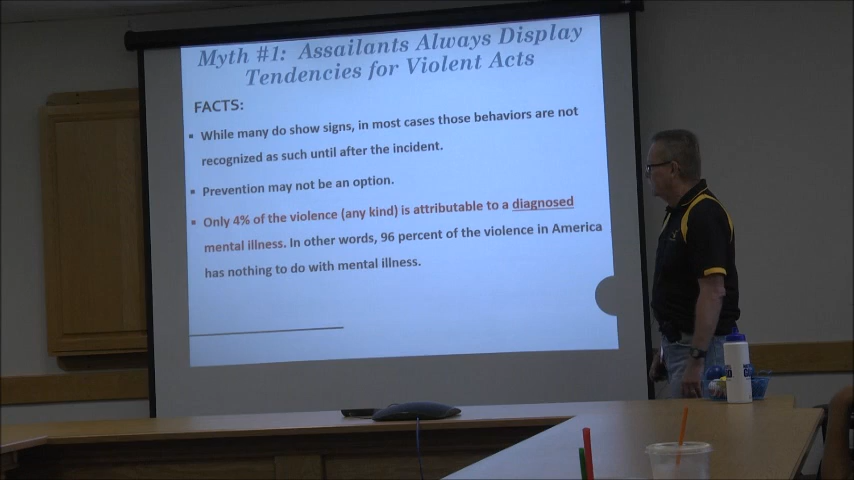 Myth #1: Assailants Always Display
Tendencies for Violent Acts
FACTS:
▪ While many do show signs, in most cases those behaviors are not
recognized as such until after the incident.
▪ Prevention may not be an option.
▪ Only 4% of the violence (any kind) is attributable to a diagnosed
mental illness. In other words, 96 percent of the violence in America
has nothing to do with mental illness.